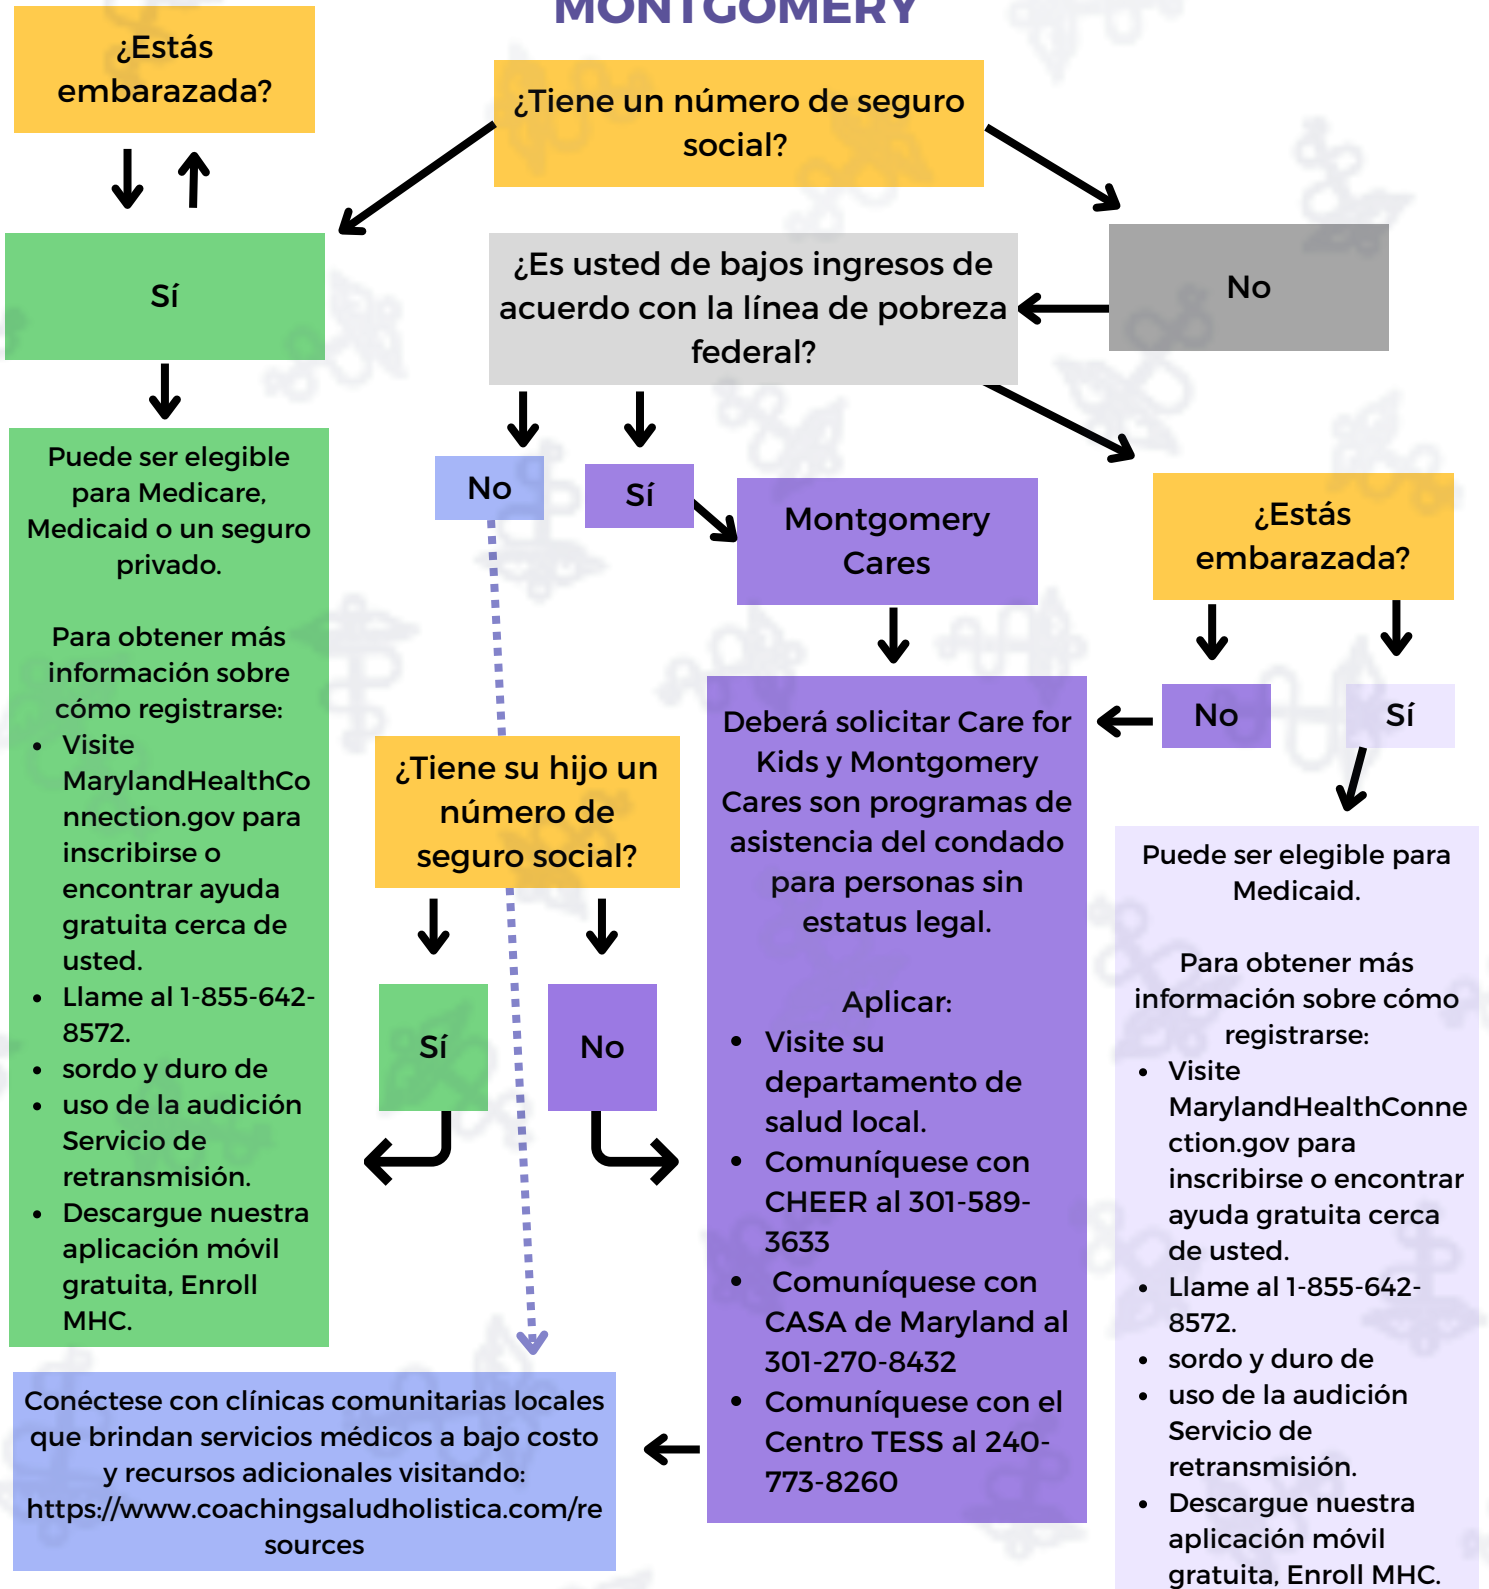 MONTGOMERY
¿Estás
embarazada?
¿Tiene un número de seguro
social?
Sí
¿Es usted de bajos ingresos de
acuerdo con la línea de pobreza
federal?
No
Puede ser elegible
para Medicare,
Medicaid o un seguro
privado.
Para obtener más
información sobre
cómo registrarse:
• Visite
MarylandHealthCo
nnection.gov para
inscribirse o
encontrar ayuda
gratuita cerca de
usted.
• Llame al 1-855-642-
8572.
• sordo y duro de
• uso de la audición
Servicio de
retransmisión.
• Descargue nuestra
aplicación móvil
gratuita, Enroll
MHC.
No
Sí
Montgomery
Cares
¿Estás
embarazada?
No
Sí
¿Tiene su hijo un
número de
seguro social?
Sí
No
Deberá solicitar Care for
Kids y Montgomery
Cares son programas de
asistencia del condado
para personas sin
estatus legal.
Aplicar:
• Visite su
departamento de
salud local.
• Comuníquese con
CHEER al 301-589-
3633
• Comuníquese con
CASA de Maryland al
301-270-8432
• Comuníquese con el
Centro TESS al 240-
773-8260
Puede ser elegible para
Medicaid.
Para obtener más
información sobre cómo
registrarse:
• Visite
MarylandHealthConne
ction.gov para
inscribirse o encontrar
ayuda gratuita cerca
de usted.
• Llame al 1-855-642-
8572.
• sordo y duro de
• uso de la audición
Servicio de
retransmisión.
• Descargue nuestra
aplicación móvil
gratuita, Enroll MHC.
Conéctese con clínicas comunitarias locales
que brindan servicios médicos a bajo costo
y recursos adicionales visitando:
https://www.coachingsaludholistica.com/re
sources